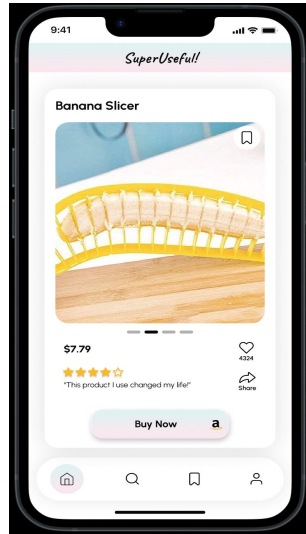 9:41
SuperUseful!
Banana Slicer
$7.79
4324
"This product I use changed my life!"
Share
Buy Now a